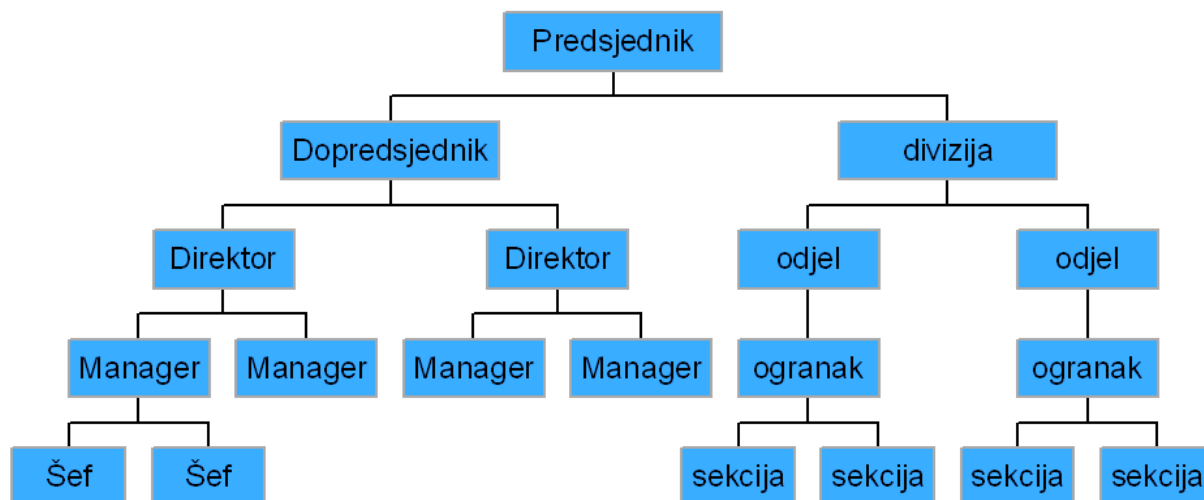 Predsjednik
Dopredsjednik
divizija
Direktor
Direktor
odjel
odjel
Manager
Manager
Manager
Manager
ogranak
ogranak
Šef
Šef
sekcija
sekcija
sekcija
sekcija